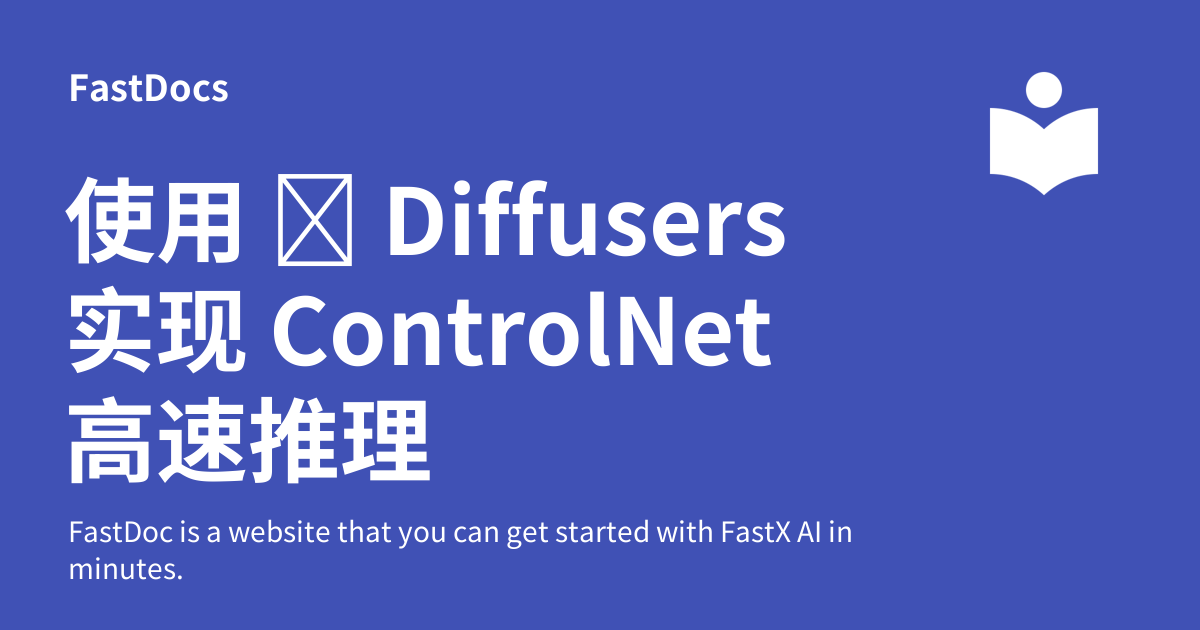 FastDocs
使用 Diffusers
实现 ControlNet
高速推理
FastDoc is a website that you can get started with FastX AI in
minutes.